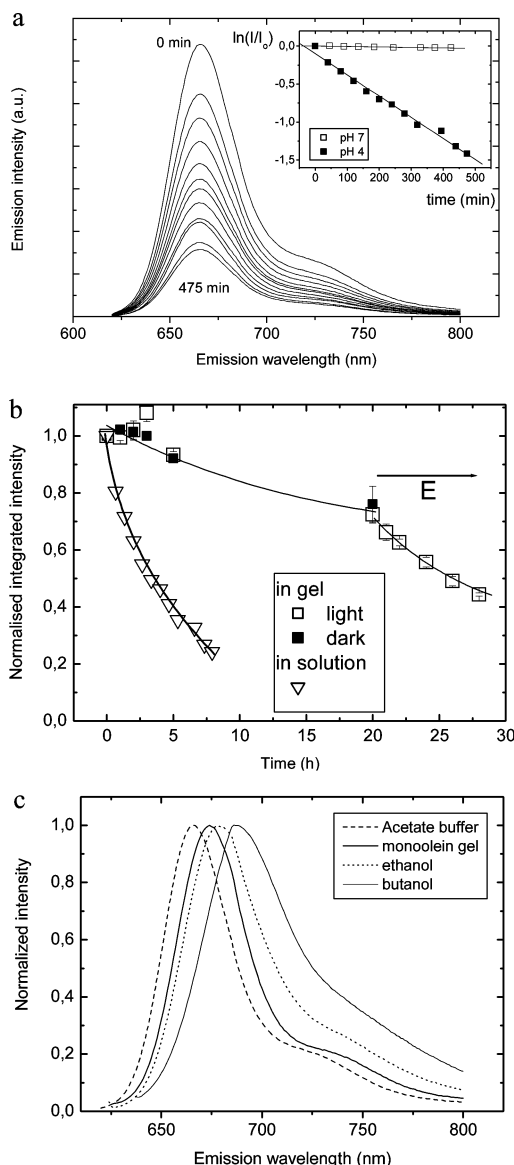 a
0 min
475 min
Emission intensity (a.u.)
600
650
700
750
800
Emission wavelength (nm)
ln(I/Io)
0,0
-0,5
-1,0
-1,5
pH 7
pH 4
0
100
200
300
400
500
time (min)
b
Normalised integrated intensity
1,0
0,8
0,6
0,4
0,2
0,0
E
in gel
light
dark
in solution
0
5
10
15
20
25
30
Time (h)
c
Normalized intensity
1,0
0,8
0,6
0,4
0,2
0,0
Acetate buffer
monoolein gel
ethanol
butanol
650
700
750
800
Emission wavelength (nm)